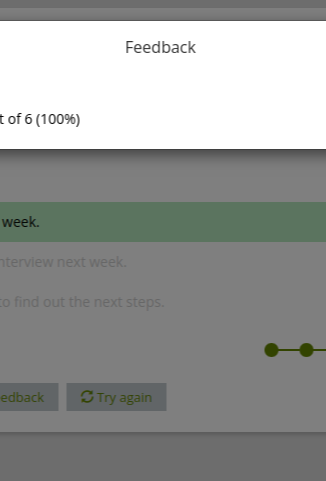 Feedback
t of 6 (100%)
week.
nterview next week.
to find out the next steps.
edback
Try again